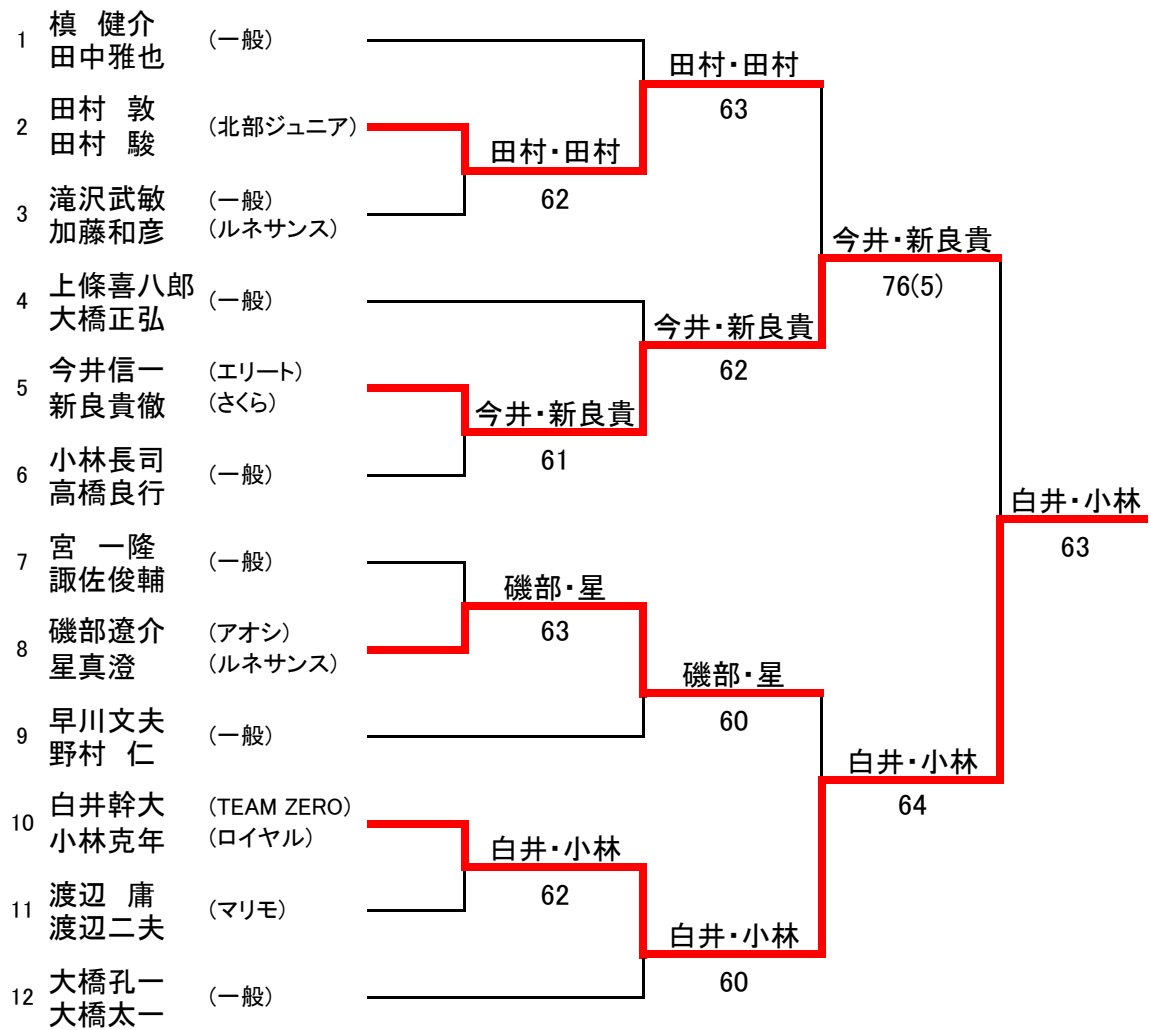 1 槙 健介 (一般)
田中雅也
2 田村 敦 (北部ジュニア)
田村 駿
3 滝沢武敏 (一般)
加藤和彦 (ルネサンス)
4 上條喜八郎 (一般)
大橋正弘
5 今井信一 (エリート)
新良貴徹 (さくら)
6 小林長司 (一般)
高橋良行
7 宮 一隆 (一般)
諏佐俊輔
8 磯部遼介 (アオシ)
星真澄 (ルネサンス)
9 早川文夫 (一般)
野村 仁
10 白井幹大 (TEAM ZERO)
小林克年 (ロイヤル)
11 渡辺 庸 (マリモ)
渡辺二夫
12 大橋孔一 (一般)
大橋太一
田村・田村
62
今井・新良貴
61
磯部・星
63
白井・小林
62
田村・田村
63
今井・新良貴
62
磯部・星
60
白井・小林
60
今井・新良貴
76(5)
白井・小林
64
白井・小林
63